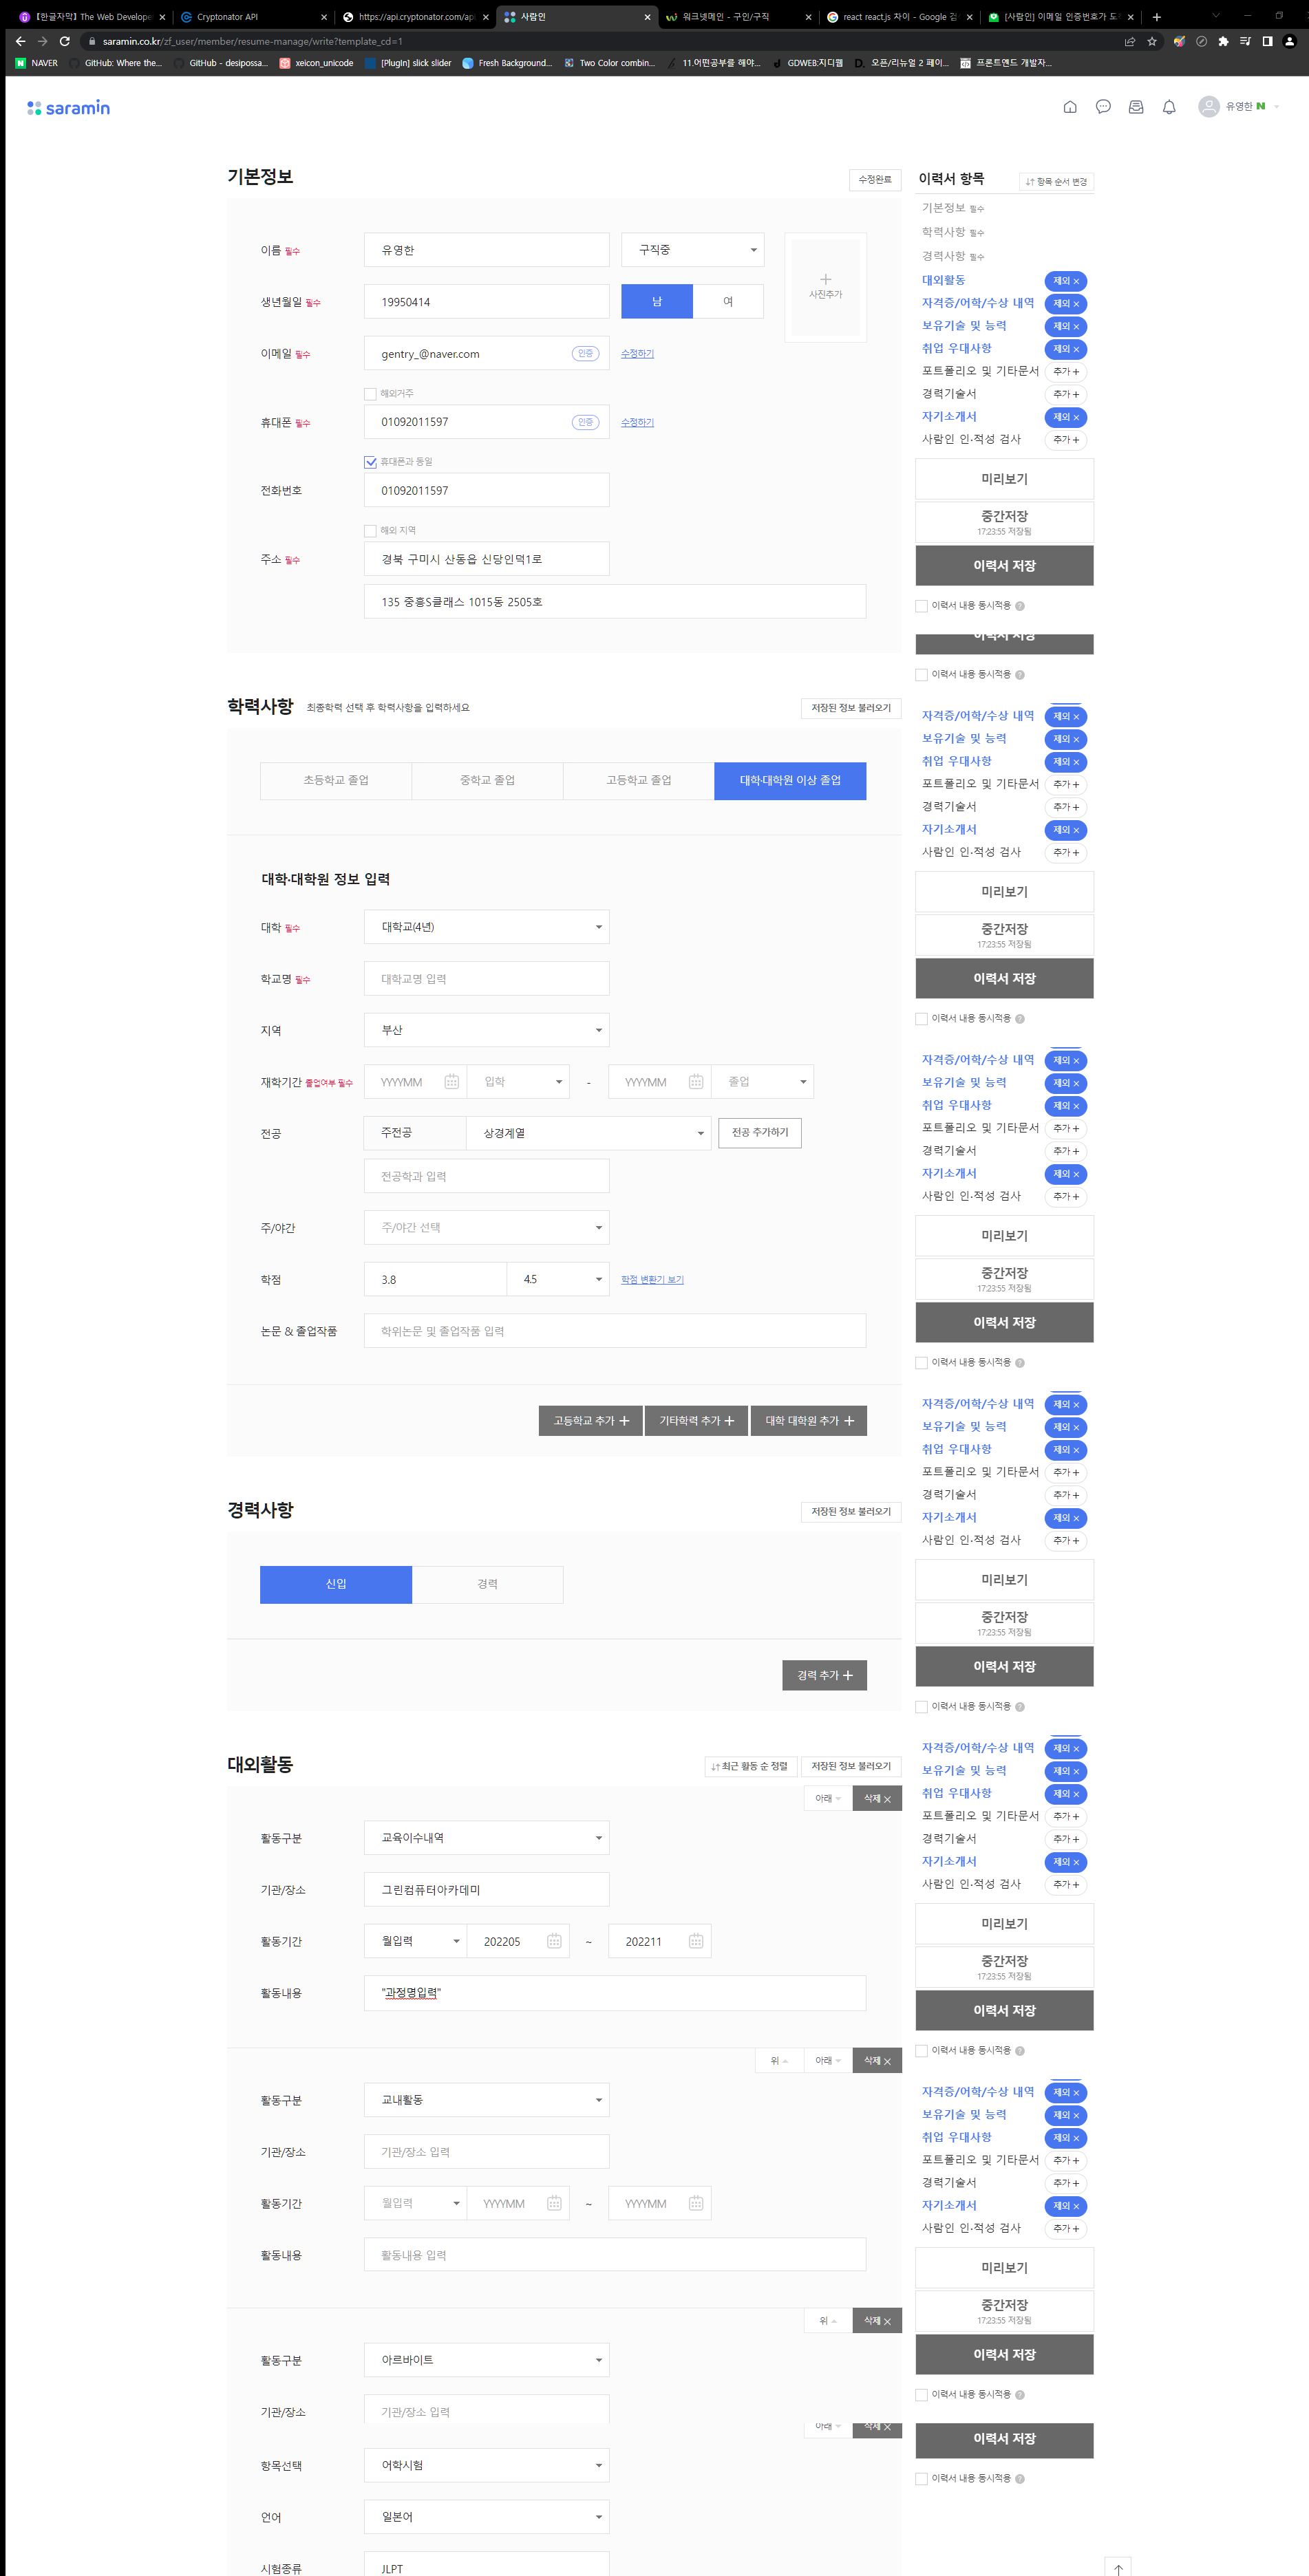 [한글자막] The Web Develope
Cryptonator API
https://api.cryptonator.com/ap
사람인
워크넷메인 - 구인/구직
react react.js 차이 - Google 검
[사람인] 이메일 인증번호가 도
saramin.co.kr/zf_user/member/resume-manage/write?template_cd=1
NAVER
GitHub: Where the...
GitHub - desipossa...
xeicon_unicode
[PlugIn] slick slider
Fresh Background...
Two Color combin...
11.어떤공부를 해야...
GDWEB:지디웹
오픈/리뉴얼 2 페이...
프론트엔드 개발자...
saramin
유영한 N
기본정보
수정완료
이름 필수
유영한
구직중
사진추가
생년월일 필수
19950414
남
여
이메일 필수
gentry_@naver.com
인증
수정하기
해외거주
휴대폰 필수
01092011597
인증
수정하기
휴대폰과 동일
전화번호
01092011597
해외 지역
주소 필수
경북 구미시 산동읍 신당인덕1로
135 중흥S클래스 1015동 2505호
이력서 항목
항목 순서 변경
기본정보 필수
학력사항 필수
경력사항 필수
대외활동 제외
자격증/어학/수상 내역 제외
보유기술 및 능력 제외
취업 우대사항 제외
포트폴리오 및 기타문서 추가
경력기술서 추가
자기소개서 제외
사람인 인·적성 검사 추가
미리보기
중간저장
17:23:55 저장됨
이력서 저장
이력서 내용 동시적용
이력서 저장
이력서 내용 동시적용
학력사항
최종학력 선택 후 학력사항을 입력하세요
저장된 정보 불러오기
초등학교 졸업
중학교 졸업
고등학교 졸업
대학·대학원 이상 졸업
대학·대학원 정보 입력
대학 필수
대학교(4년)
학교명 필수
대학교명 입력
지역
부산
재학기간 졸업여부 필수
YYYYMM
입학
-
YYYYMM
졸업
전공
주전공
상경계열
전공 추가하기
전공학과 입력
주/야간
주/야간 선택
학점
3.8
4.5
학점 변환기 보기
논문 & 졸업작품
학위논문 및 졸업작품 입력
고등학교 추가
기타학력 추가
대학 대학원 추가
자격증/어학/수상 내역 제외
보유기술 및 능력 제외
취업 우대사항 제외
포트폴리오 및 기타문서 추가
경력기술서 추가
자기소개서 제외
사람인 인·적성 검사 추가
미리보기
중간저장
17:23:55 저장됨
이력서 저장
이력서 내용 동시적용
자격증/어학/수상 내역 제외
보유기술 및 능력 제외
취업 우대사항 제외
포트폴리오 및 기타문서 추가
경력기술서 추가
자기소개서 제외
사람인 인·적성 검사 추가
미리보기
중간저장
17:23:55 저장됨
이력서 저장
이력서 내용 동시적용
경력사항
저장된 정보 불러오기
신입
경력
경력 추가
자격증/어학/수상 내역 제외
보유기술 및 능력 제외
취업 우대사항 제외
포트폴리오 및 기타문서 추가
경력기술서 추가
자기소개서 제외
사람인 인·적성 검사 추가
미리보기
중간저장
17:23:55 저장됨
이력서 저장
이력서 내용 동시적용
대외활동
최근 활동 순 정렬
저장된 정보 불러오기
아래
삭제
활동구분
교육이수내역
기관/장소
그린컴퓨터아카데미
활동기간
월입력
202205
~
202211
활동내용
"과정명입력"
위
아래
삭제
활동구분
교내활동
기관/장소
기관/장소 입력
활동기간
월입력
YYYYMM
~
YYYYMM
활동내용
활동내용 입력
위
삭제
활동구분
아르바이트
기관/장소
기관/장소 입력
아래
삭제
항목선택
어학시험
언어
일본어
시험종류
JLPT
자격증/어학/수상 내역 제외
보유기술 및 능력 제외
취업 우대사항 제외
포트폴리오 및 기타문서 추가
경력기술서 추가
자기소개서 제외
사람인 인·적성 검사 추가
미리보기
중간저장
17:23:55 저장됨
이력서 저장
이력서 내용 동시적용
자격증/어학/수상 내역 제외
보유기술 및 능력 제외
취업 우대사항 제외
포트폴리오 및 기타문서 추가
경력기술서 추가
자기소개서 제외
사람인 인·적성 검사 추가
미리보기
중간저장
17:23:55 저장됨
이력서 저장
이력서 내용 동시적용
이력서 저장
이력서 내용 동시적용